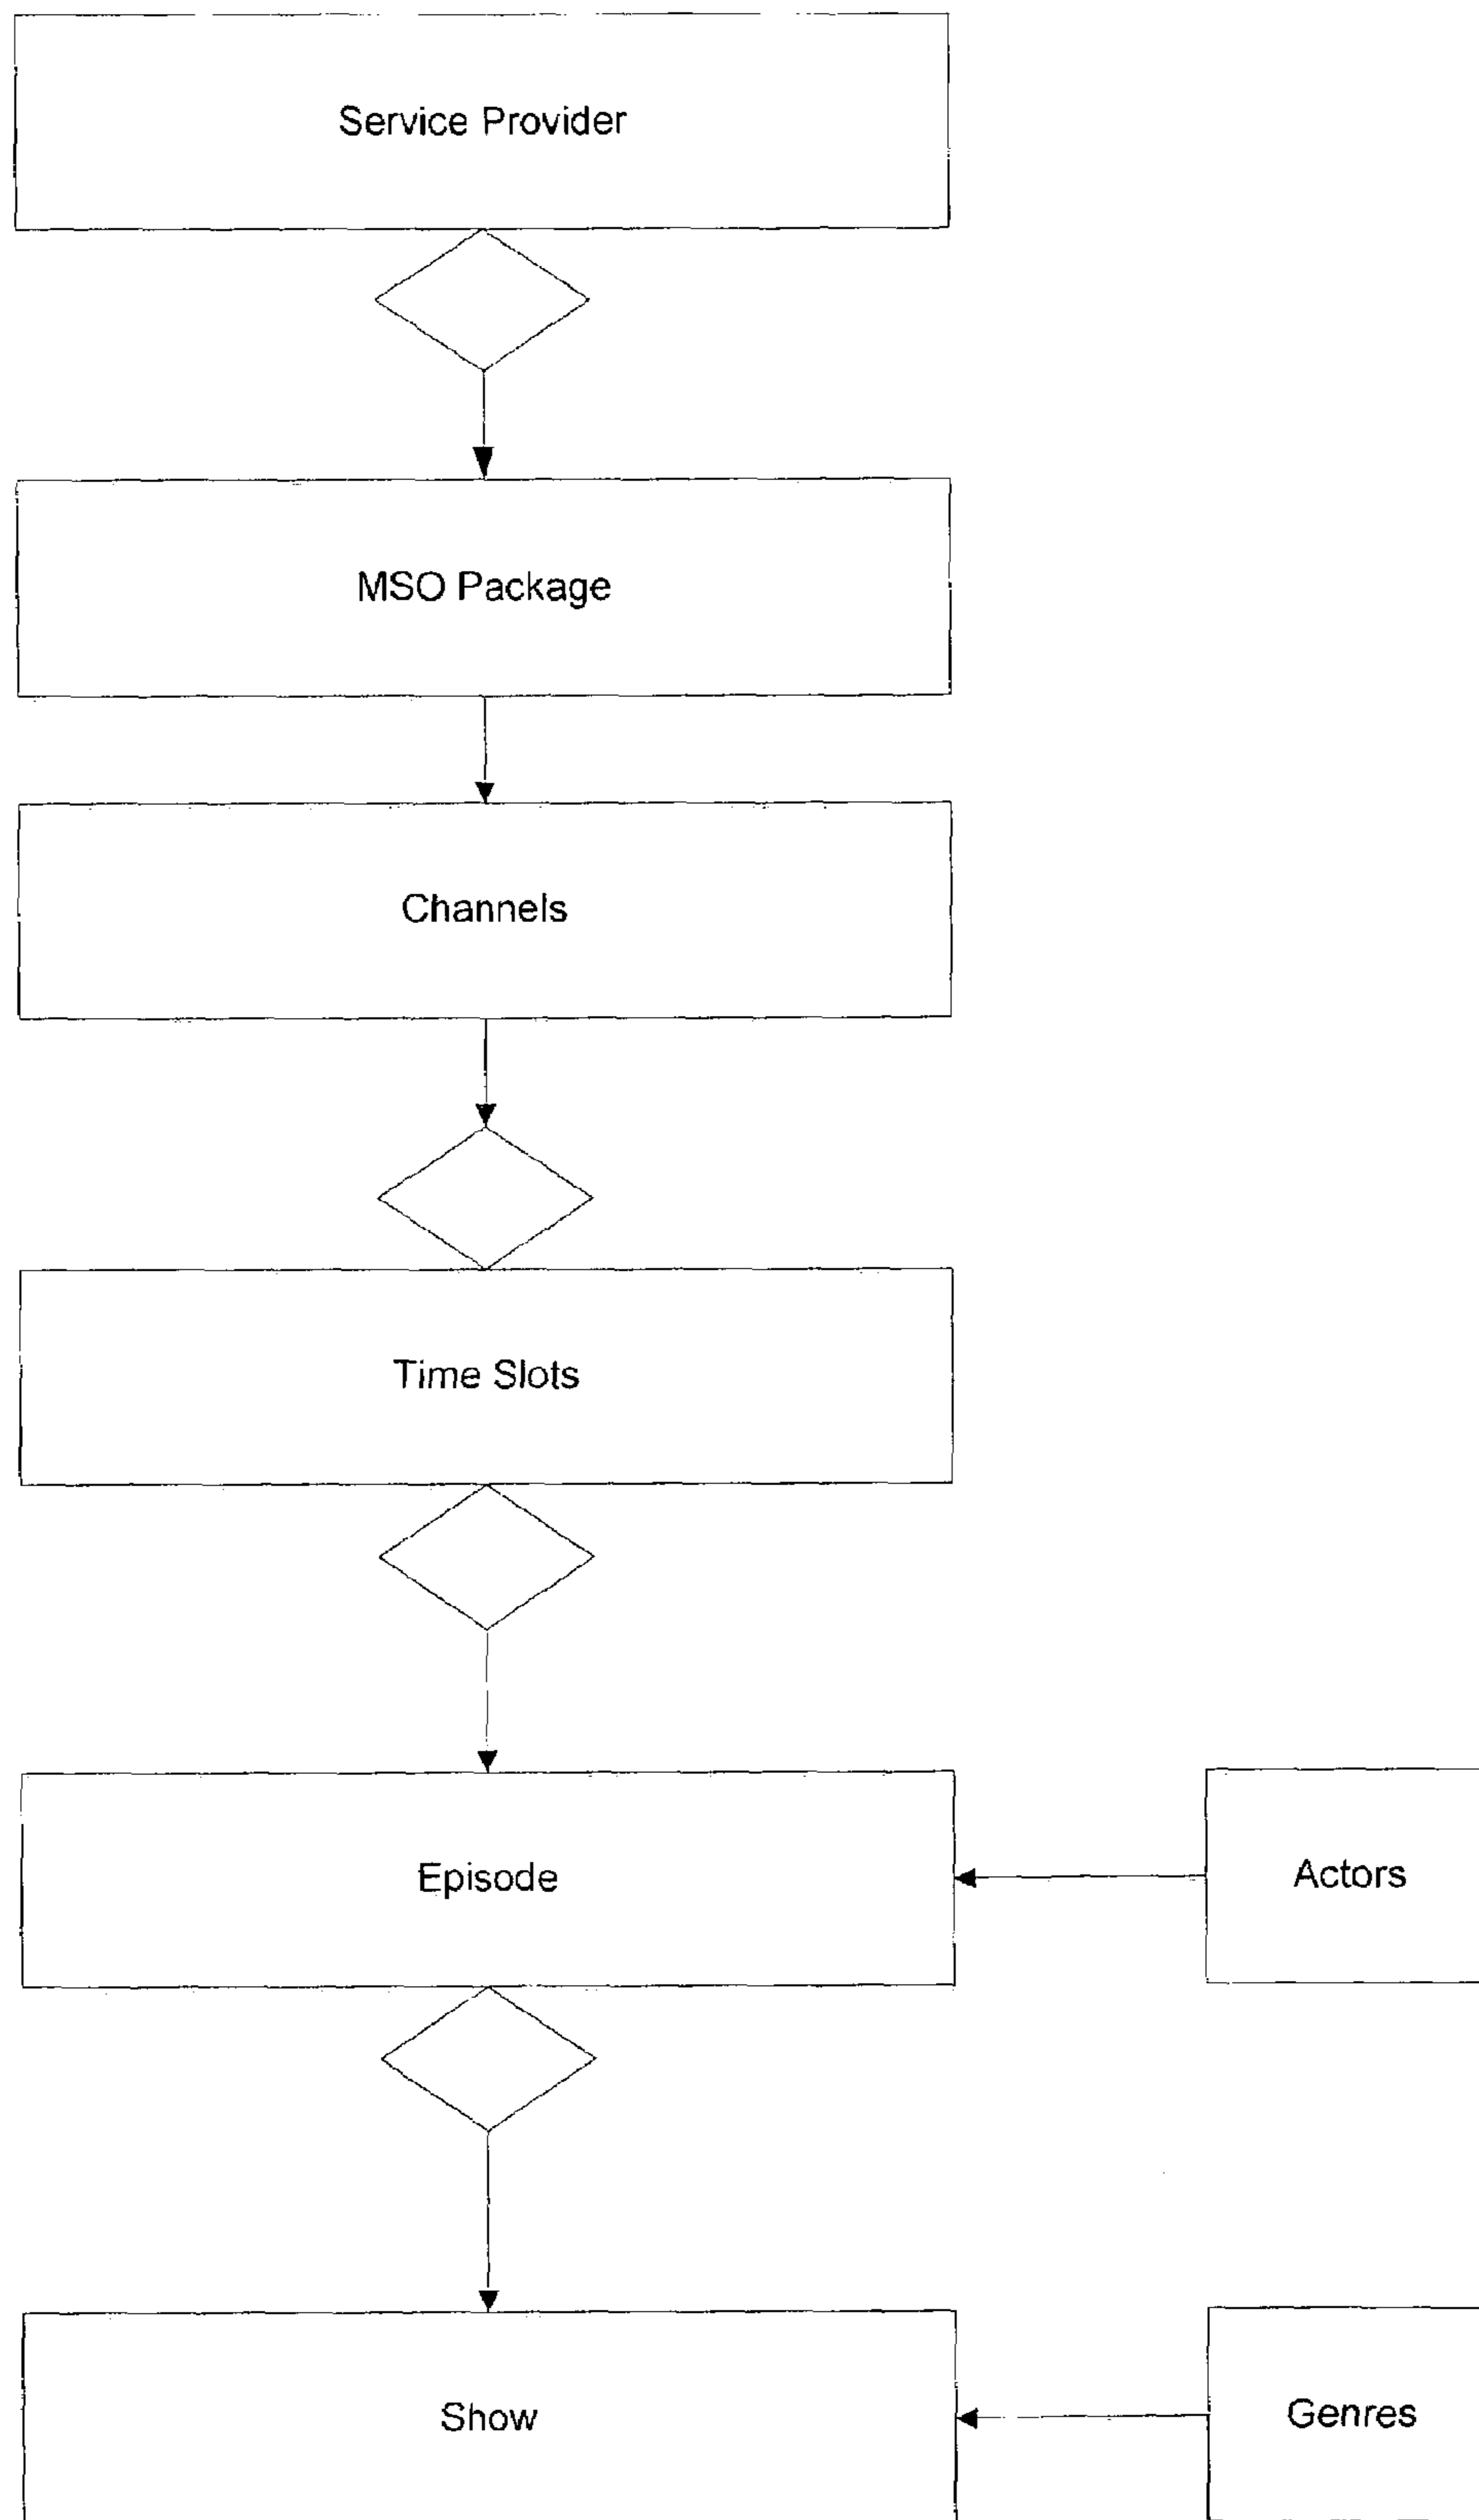 Service Provider
MSO Package
Channels
Time Slots
Episode
Actors
Show
Genres